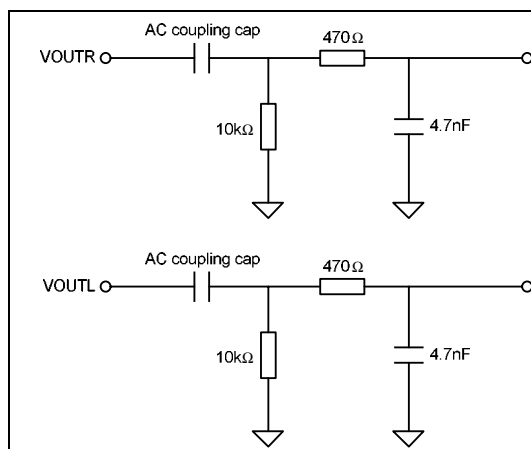 AC coupling cap
VOUTR
470Ω
10kΩ
4.7nF
AC coupling cap
VOUTL
470Ω
10kΩ
4.7nF